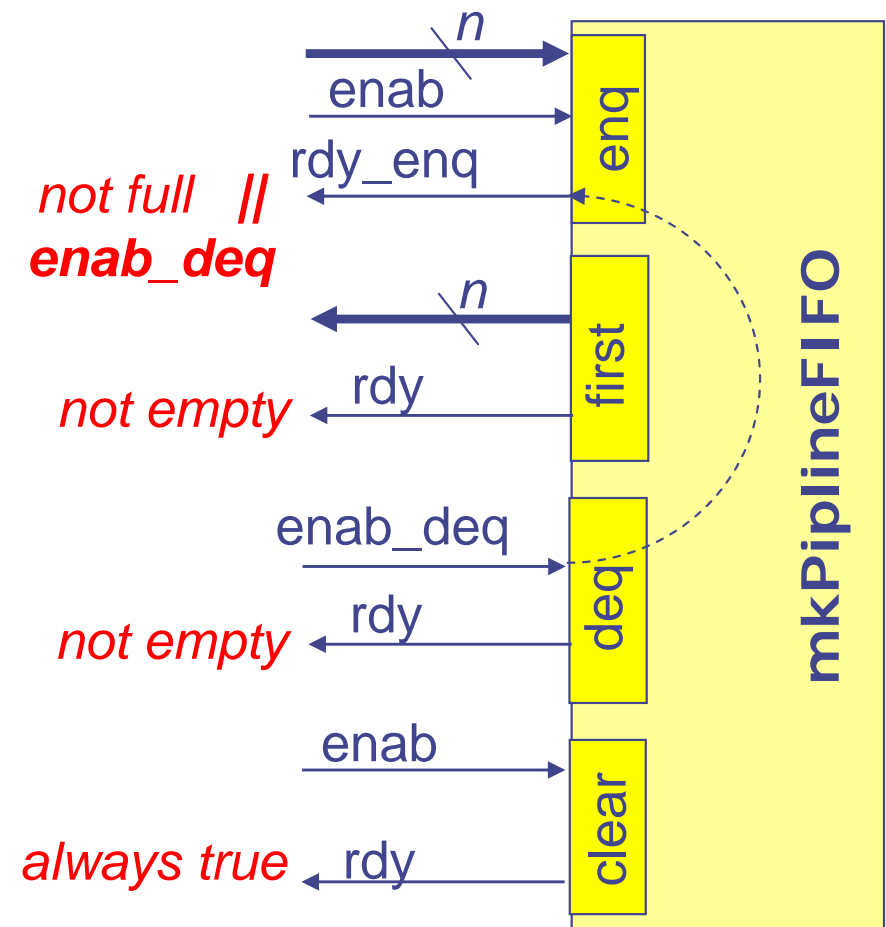 n
enab
enq
rdy_enq
not full ||
enab_deq
n
first
rdy
not empty
enab_deq
deq
rdy
not empty
enab
clear
always true rdy
mkPiplineFIFO